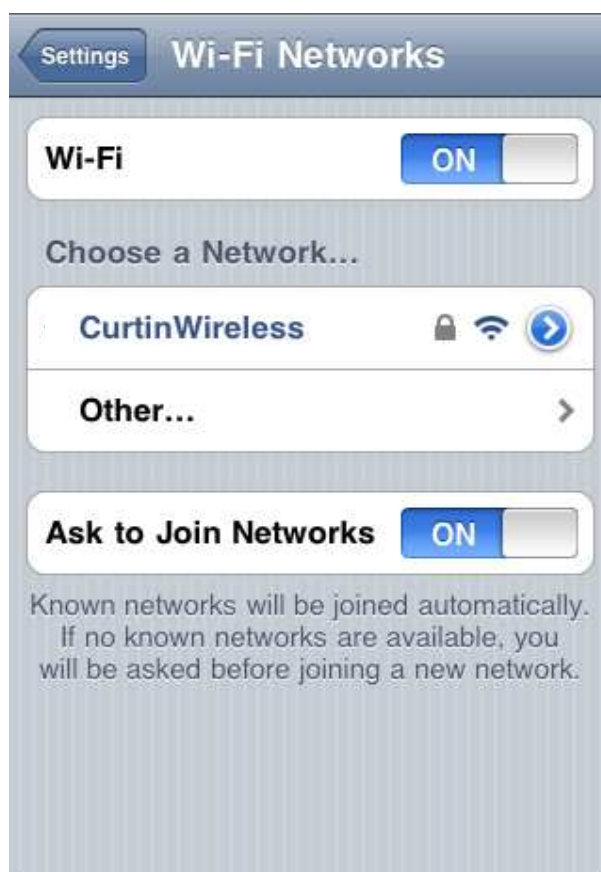 Settings
Wi-Fi Networks
Wi-Fi
ON
Choose a Network...
CurtinWireless
Other...
Ask to Join Networks
ON
Known networks will be joined automatically.
If no known networks are available, you
will be asked before joining a new network.